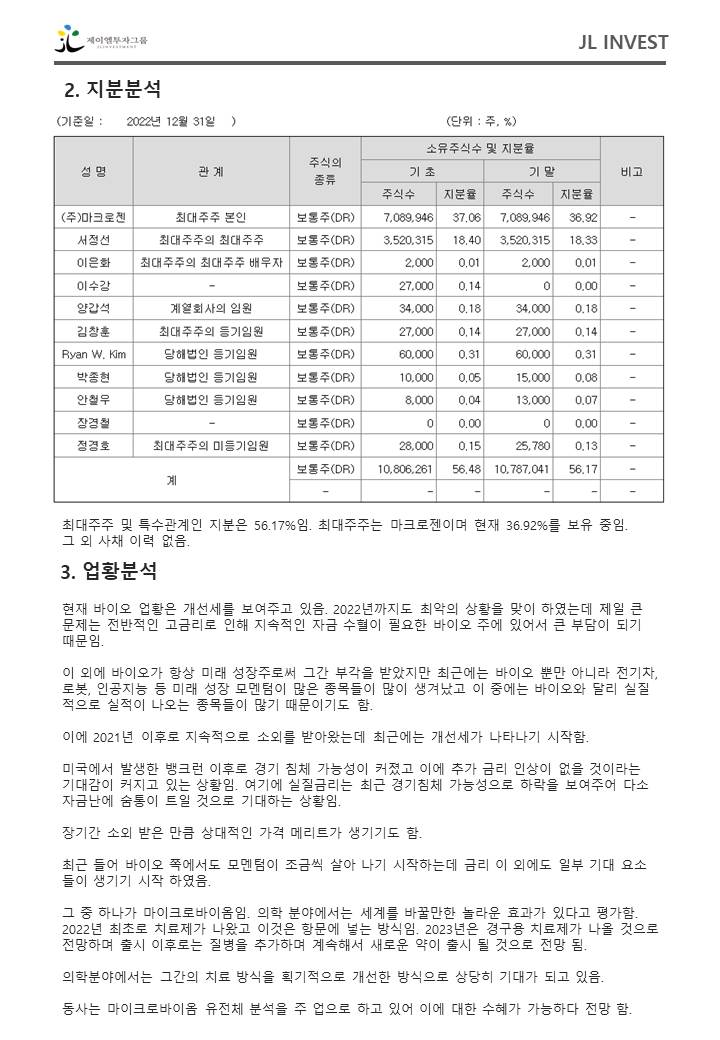 제이엘투자그룹
JLINVESTMENT
JL INVEST
2. 지분분석
(기준일 : 2022년 12월 31일 )
(단위 : 주, %)
성 명 관 계 주식의 종류 소유주식수 및 지분율 비고
기 초 기 말
주식수 지분율 주식수 지분율
(주)마크로젠 최대주주 본인 보통주(DR) 7,089,946 37.06 7,089,946 36.92 -
서정선 최대주주의 최대주주 보통주(DR) 3,520,315 18.40 3,520,315 18.33 -
이은화 최대주주의 최대주주 배우자 보통주(DR) 2,000 0.01 2,000 0.01 -
이수강 - 보통주(DR) 27,000 0.14 0 0.00 -
양갑석 계열회사의 임원 보통주(DR) 34,000 0.18 34,000 0.18 -
김창훈 최대주주의 등기임원 보통주(DR) 27,000 0.14 27,000 0.14 -
Ryan W. Kim 당해법인 등기임원 보통주(DR) 60,000 0.31 60,000 0.31 -
박종현 당해법인 등기임원 보통주(DR) 10,000 0.05 15,000 0.08 -
안철우 당해법인 등기임원 보통주(DR) 8,000 0.04 13,000 0.07 -
장경철 - 보통주(DR) 0 0.00 0 0.00 -
정경호 최대주주의 미등기임원 보통주(DR) 28,000 0.15 25,780 0.13 -
계 보통주(DR) 10,806,261 56.48 10,787,041 56.17 -
- - - - - -
최대주주 및 특수관계인 지분은 56.17%임. 최대주주는 마크로젠이며 현재 36.92%를 보유 중임.
그 외 사채 이력 없음.
3. 업황분석
현재 바이오 업황은 개선세를 보여주고 있음. 2022년까지도 최악의 상황을 맞이 하였는데 제일 큰
문제는 전반적인 고금리로 인해 지속적인 자금 수혈이 필요한 바이오 주에 있어서 큰 부담이 되기
때문임.
이 외에 바이오가 항상 미래 성장주로써 그간 부각을 받았지만 최근에는 바이오 뿐만 아니라 전기차,
로봇, 인공지능 등 미래 성장 모멘텀이 많은 종목들이 많이 생겨났고 이 중에는 바이오와 달리 실질
적으로 실적이 나오는 종목들이 많기 때문이기도 함.
이에 2021년 이후로 지속적으로 소외를 받아왔는데 최근에는 개선세가 나타나기 시작함.
미국에서 발생한 뱅크런 이후로 경기 침체 가능성이 커졌고 이에 추가 금리 인상이 없을 것이라는
기대감이 커지고 있는 상황임. 여기에 실질금리는 최근 경기침체 가능성으로 하락을 보여주어 다소
자금난에 숨통이 트일 것으로 기대하는 상황임.
장기간 소외 받은 만큼 상대적인 가격 메리트가 생기기도 함.
최근 들어 바이오 쪽에서도 모멘텀이 조금씩 살아 나기 시작하는데 금리 이 외에도 일부 기대 요소
들이 생기기 시작 하였음.
그 중 하나가 마이크로바이옴임. 의학 분야에서는 세계를 바꿀만한 놀라운 효과가 있다고 평가함.
2022년 최초로 치료제가 나왔고 이것은 항문에 넣는 방식임. 2023년은 경구용 치료제가 나올 것으로
전망하며 출시 이후로는 질병을 추가하며 계속해서 새로운 약이 출시 될 것으로 전망 됨.
의학분야에서는 그간의 치료 방식을 획기적으로 개선한 방식으로 상당히 기대가 되고 있음.
동사는 마이크로바이옴 유전체 분석을 주 업으로 하고 있어 이에 대한 수혜가 가능하다 전망 함.